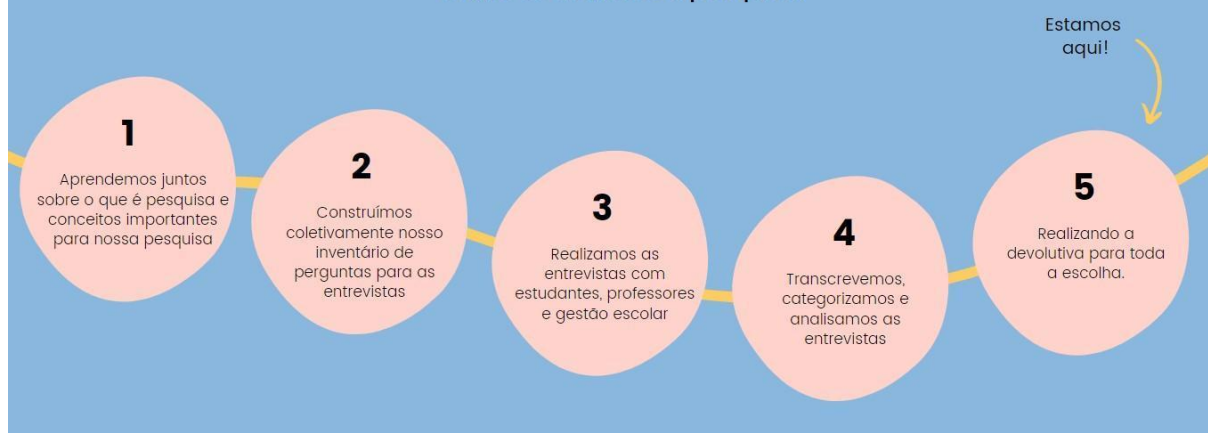 Estamos
aqui!
1
Aprendemos juntos
sobre o que é pesquisa e
conceitos importantes
para nossa pesquisa
2
Construímos
coletivamente nosso
inventário de
perguntas para as
entrevistas
3
Realizamos as
entrevistas com
estudantes, professores
e gestão escolar
4
Transcrevemos,
categorizamos e
analisamos as
entrevistas
5
Realizando a
devolutiva para toda
a escolha.